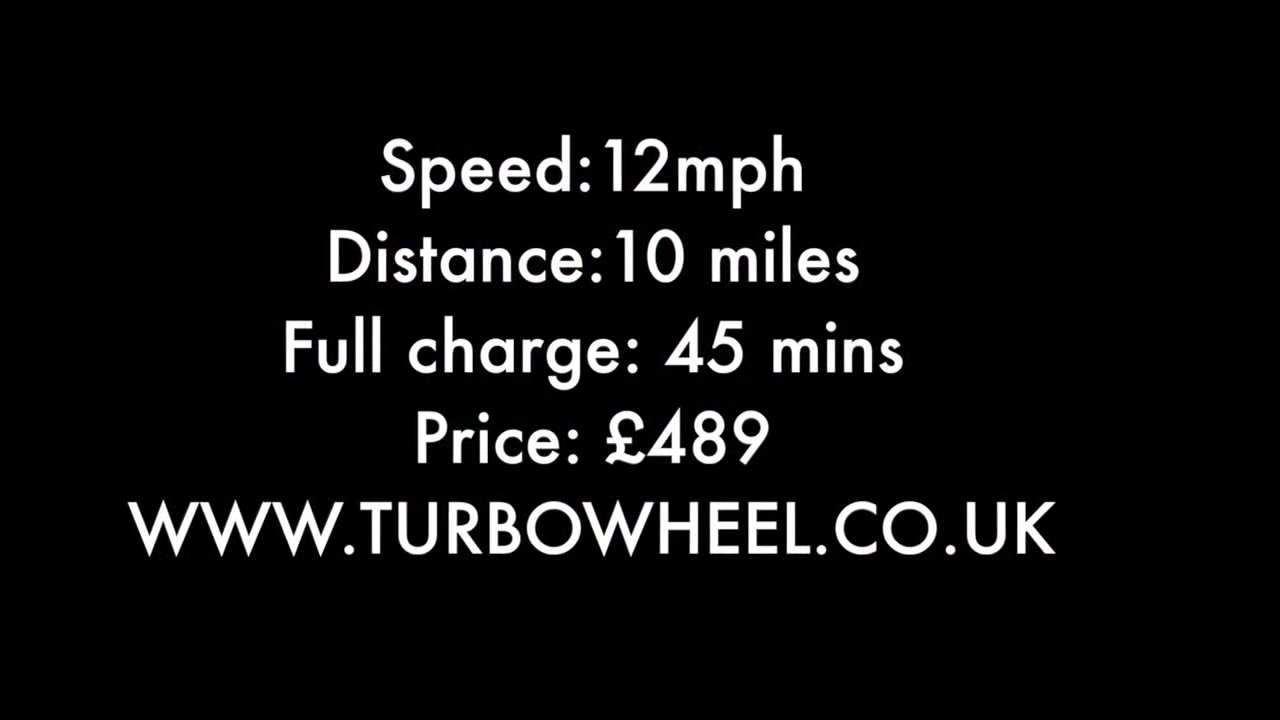 Speed:12mph
Distance:10 miles
Full charge: 45 mins
Price: £489
WWW.TURBOWHEEL.CO.UK